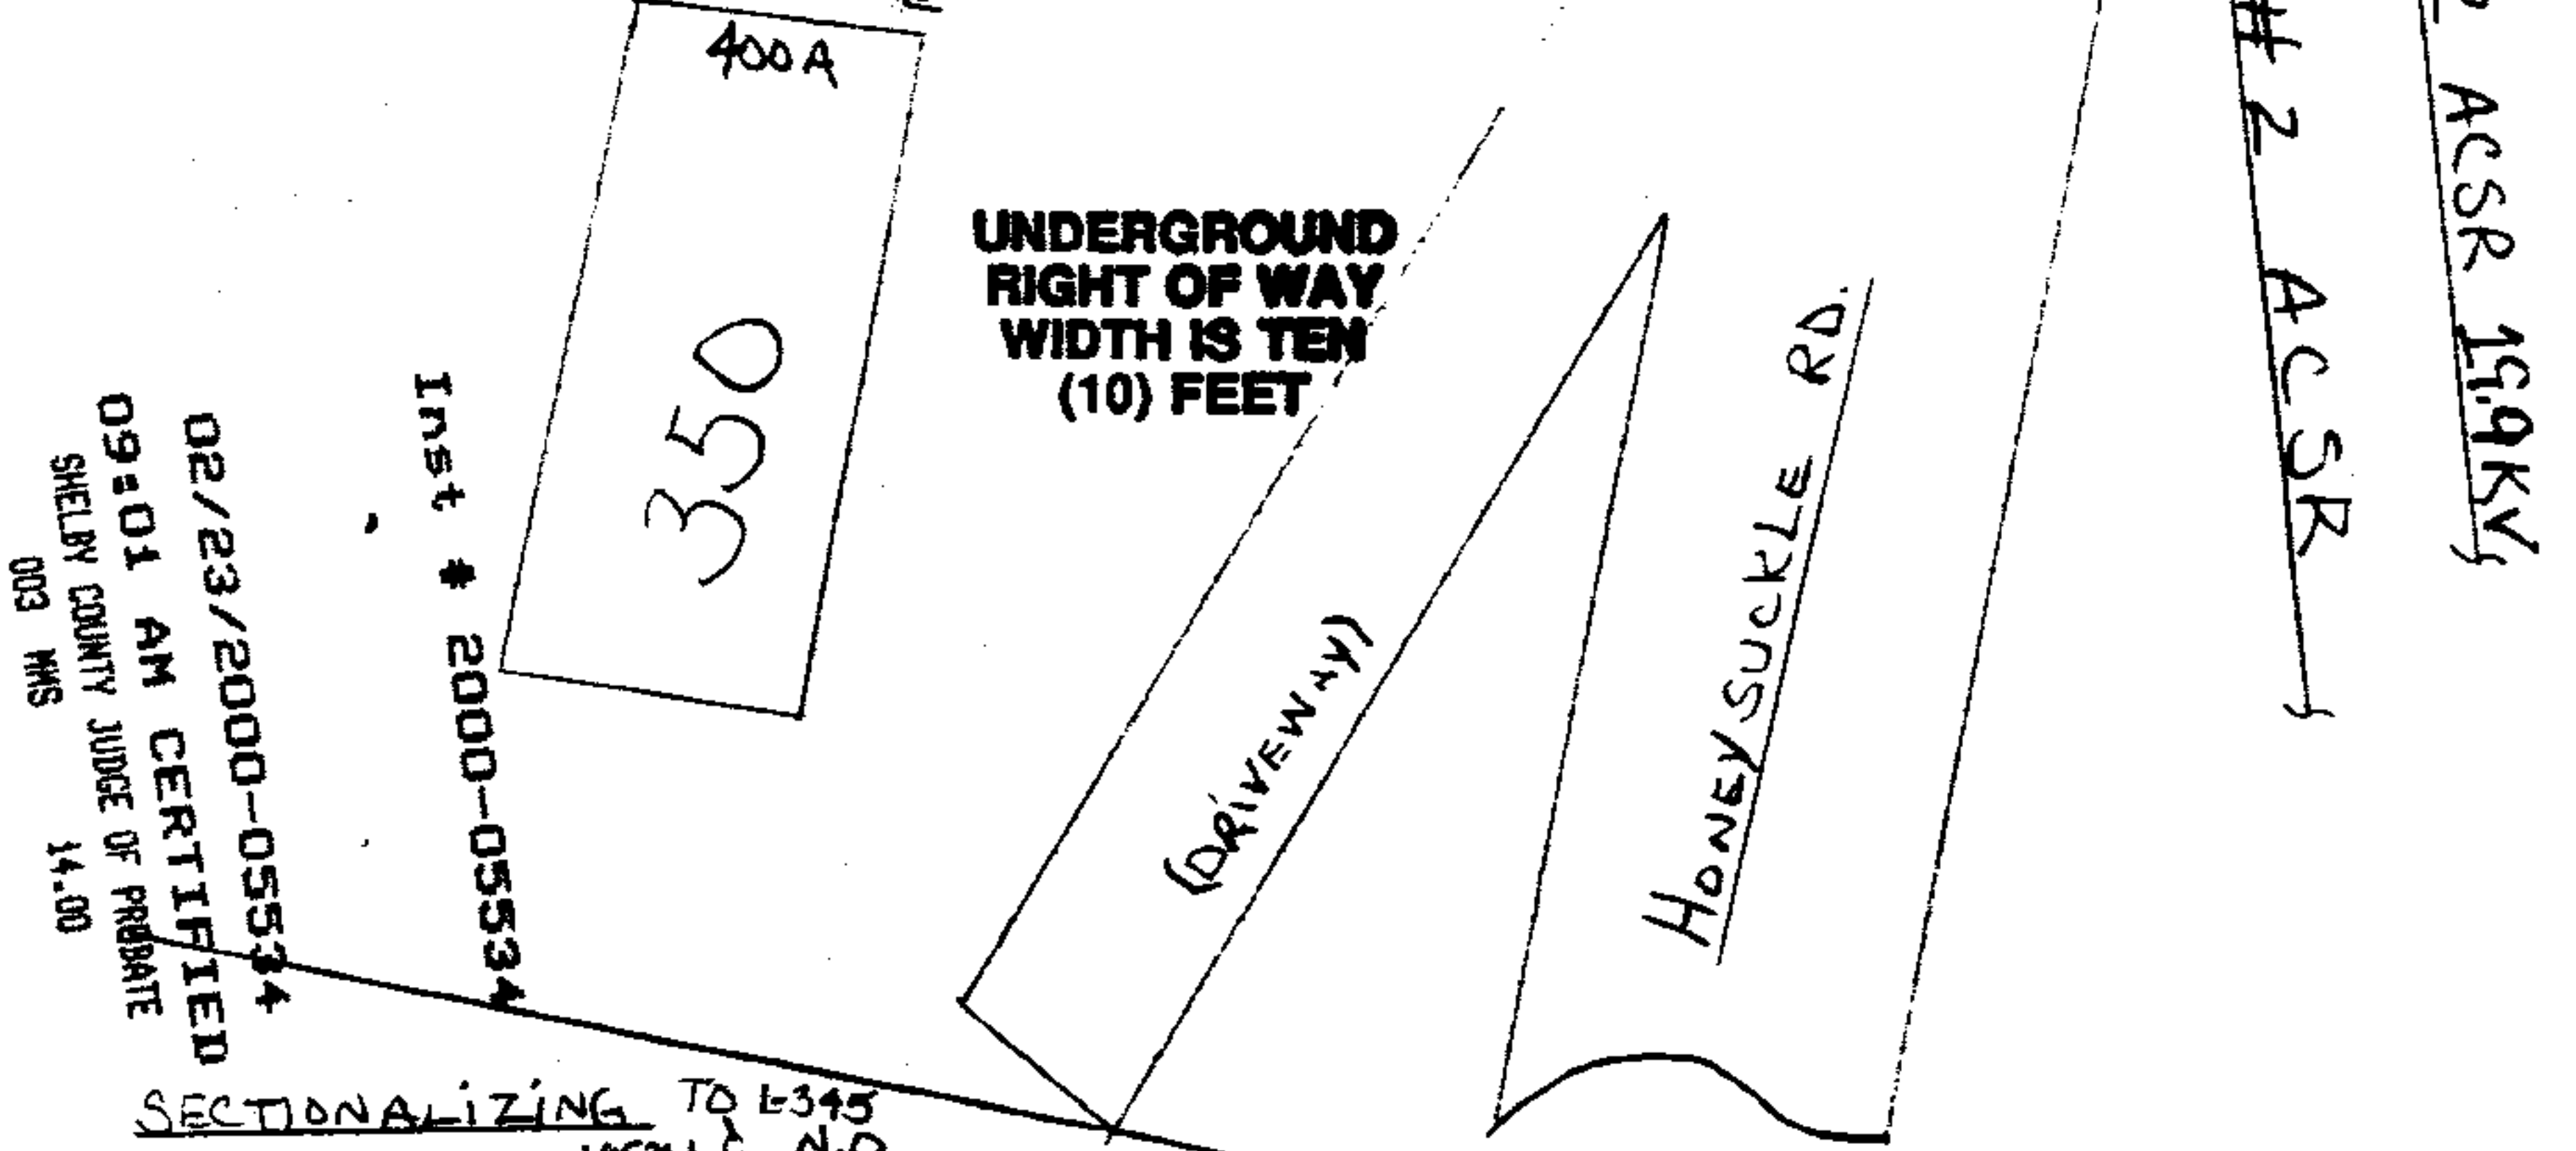 400A
350
UNDERGROUND
RIGHT OF WAY
WIDTH IS TEN
(10) FEET
(DRIVEWAY)
HONEYSUCKLE RD.
# 2 ACSR
ACSR 19.9KV
Inst # 2000-05534
02/23/2000-05534
09:01 AM CERTIFIED
SHELBY COUNTY JUDGE OF PROBATE
003 MMS 14.00
SECTIONALIZING TO L-345
N.O